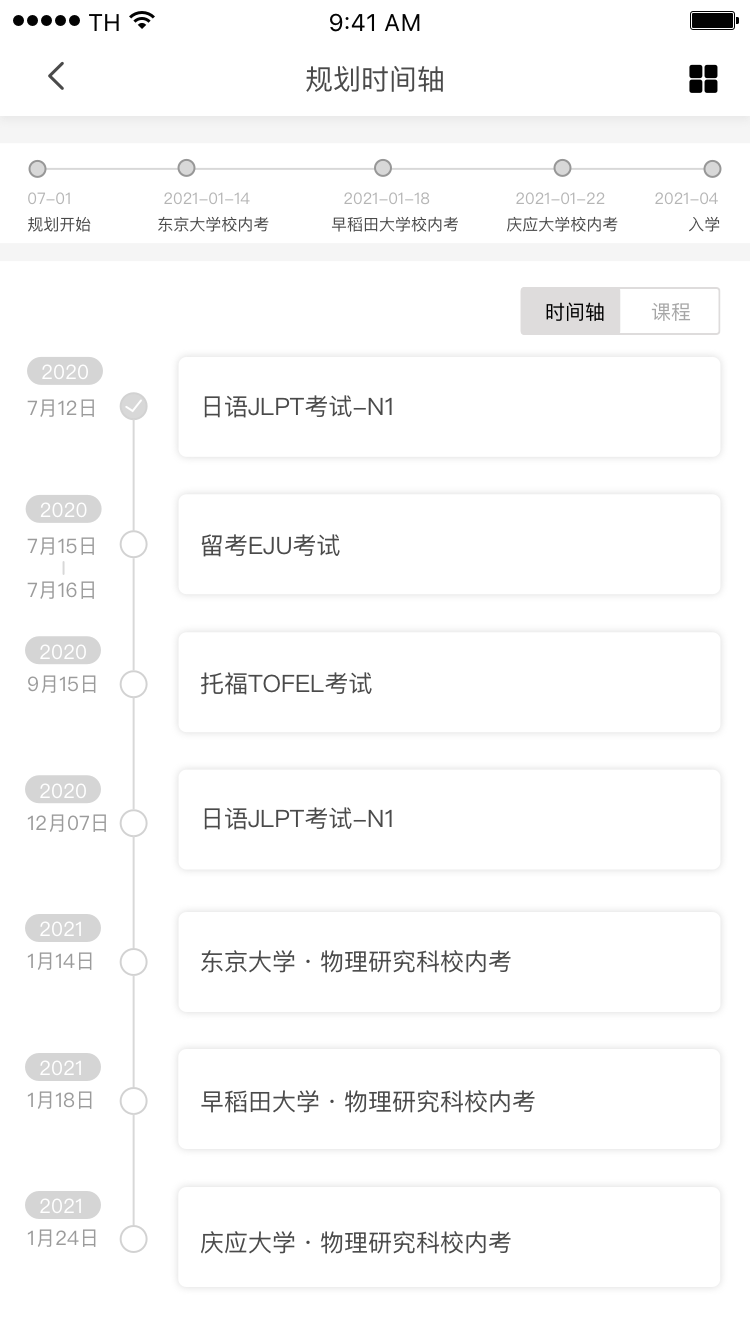 TH 9:41 AM
规划时间轴
07-01 2021-01-14 2021-01-18 2021-01-22 2021-04
规划开始 东京大学校内考 早稻田大学校内考 庆应大学校内考 入学
时间轴 课程
2020
7月12日 日语JLPT考试-N1
2020
7月15日 留考EJU考试
7月16日
2020
9月15日 托福TOFEL考试
2020
12月07日 日语JLPT考试-N1
2021
1月14日 东京大学·物理研究科校内考
2021
1月18日 早稻田大学·物理研究科校内考
2021
1月24日 庆应大学·物理研究科校内考